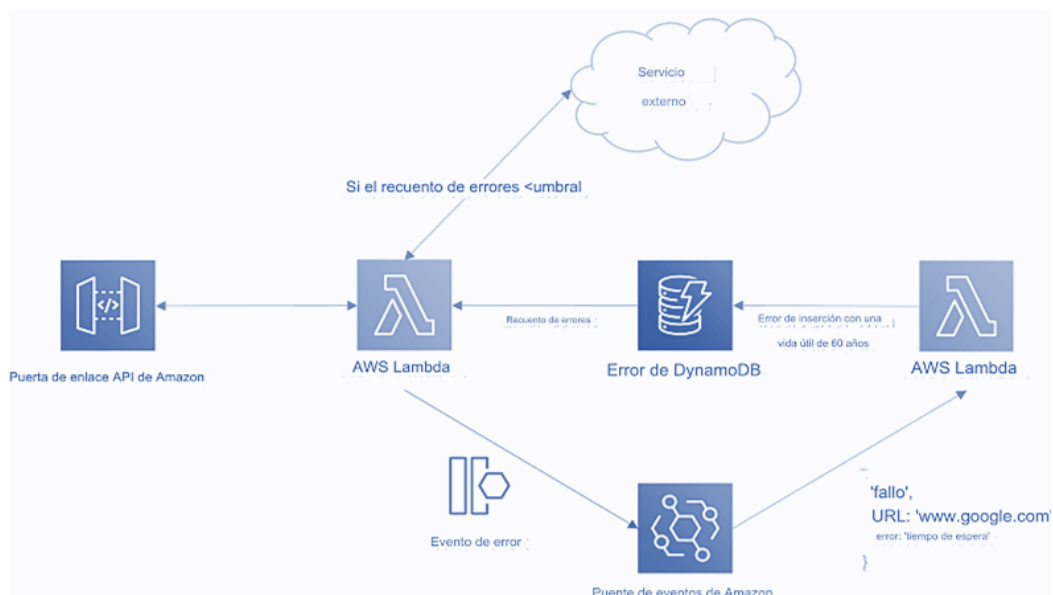 Servicio
externo
Si el recuento de errores <umbral
Recuento de errores
Error de inserción con una
vida útil de 60 años
Puerta de enlace API de Amazon
AWS Lambda
Error de DynamoDB
AWS Lambda
Evento de error
'fallo',
URL: 'www.google.com'
error: 'tiempo de espera'
}
Puente de eventos de Amazon